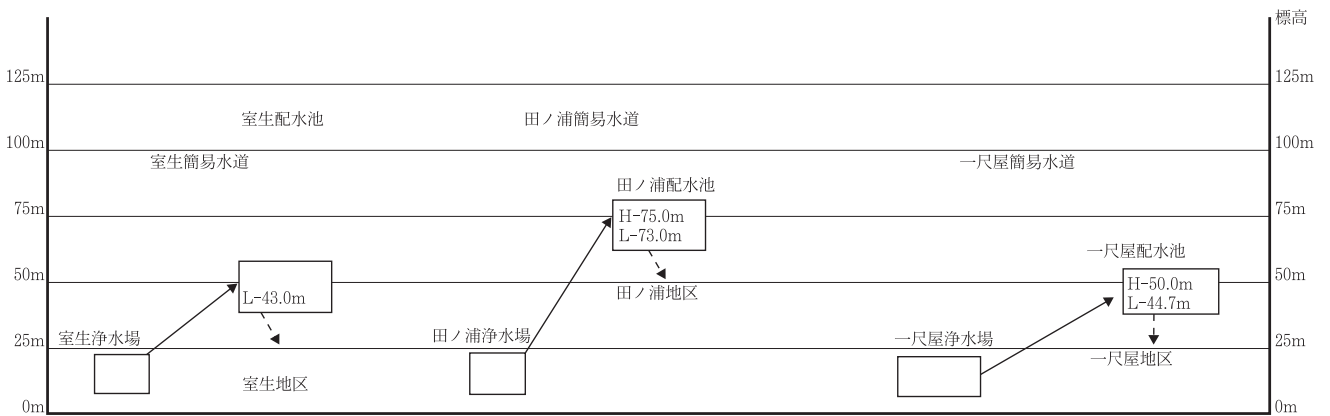 標高
125m
125m
室生配水池
田ノ浦簡易水道
100m
100m
室生簡易水道
一尺屋簡易水道
田ノ浦配水池
75m
H-75.0m
75m
L-73.0m
一尺屋配水池
50m
50m
H-50.0m
L-43.0m
田ノ浦地区
L-44.7m
室生浄水場
田ノ浦浄水場
一尺屋浄水場
25m
25m
一尺屋地区
室生地区
0m
0m